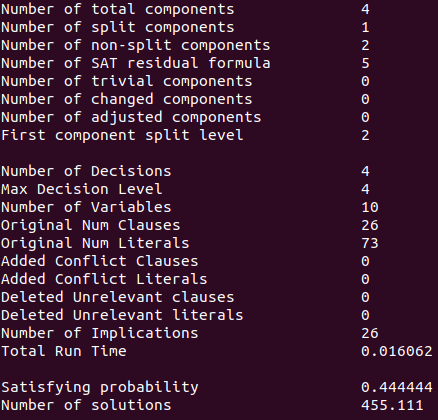 Number of total components 4
Number of split components 1
Number of non-split components 2
Number of SAT residual formula 5
Number of trivial components 0
Number of changed components 0
Number of adjusted components 0
First component split level 2
Number of Decisions 4
Max Decision Level 4
Number of Variables 10
Original Num Clauses 26
Original Num Literals 73
Added Conflict Clauses 0
Added Conflict Literals 0
Deleted Unrelevant clauses 0
Deleted Unrelevant literals 0
Number of Implications 26
Total Run Time 0.016062
Satisfying probability 0.444444
Number of solutions 455.111